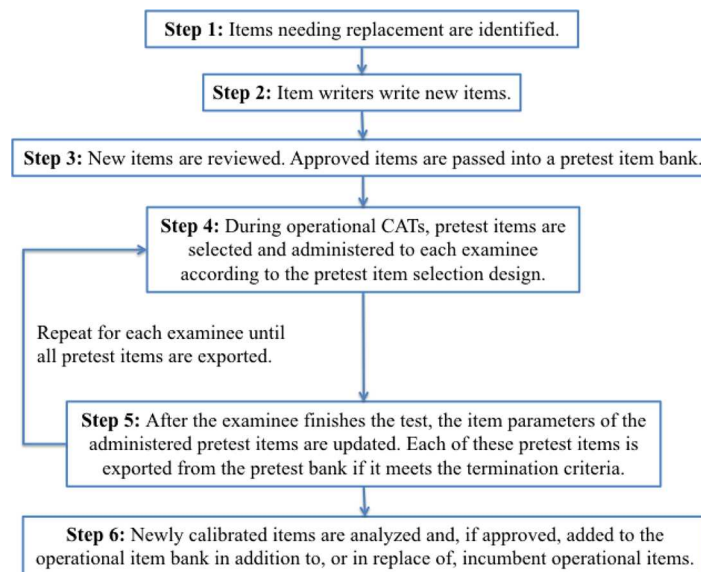 Step 1: Items needing replacement are identified.
Step 2: Item writers write new items.
Step 3: New items are reviewed. Approved items are passed into a pretest item bank.
Step 4: During operational CATs, pretest items are
selected and administered to each examinee
according to the pretest item selection design.
Repeat for each examinee until
all pretest items are exported.
Step 5: After the examinee finishes the test, the item parameters of the
administered pretest items are updated. Each of these pretest items is
exported from the pretest bank if it meets the termination criteria.
Step 6: Newly calibrated items are analyzed and, if approved, added to the
operational item bank in addition to, or in replace of, incumbent operational items.